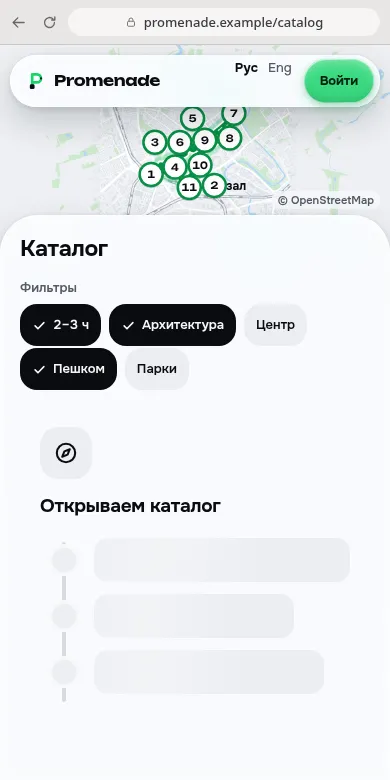 promenade.example/catalog
Promenade
Рус Eng
Войти
5
7
3 6 9 8
1 4 10
11 2 зал
© OpenStreetMap
Каталог
Фильтры
2–3 ч Архитектура Центр
Пешком Парки
Открываем каталог